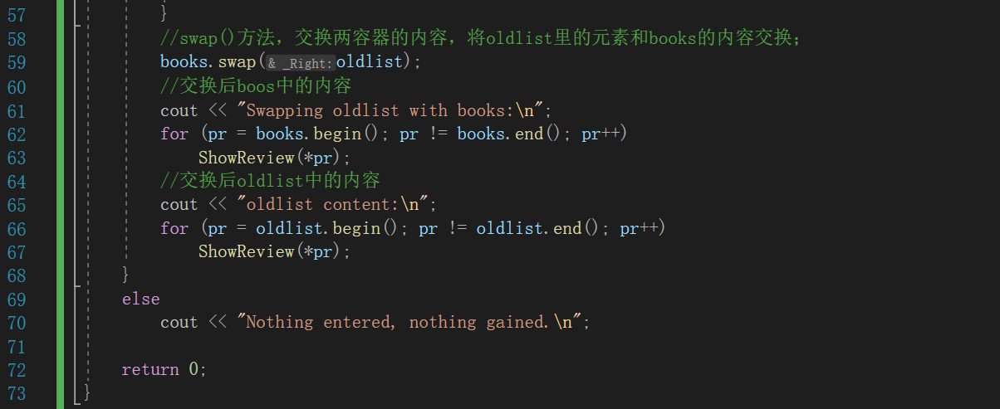 57 }
58 //swap()方法，交换两容器的内容，将oldlist里的元素和books的内容交换；
59 books.swap(& _Right:oldlist);
60 //交换后boos中的内容
61 cout << "Swapping oldlist with books:\n";
62 for (pr = books.begin(); pr != books.end(); pr++)
63 ShowReview(*pr);
64 //交换后oldlist中的内容
65 cout << "oldlist content:\n";
66 for (pr = oldlist.begin(); pr != oldlist.end(); pr++)
67 ShowReview(*pr);
68 }
69 else
70 cout << "Nothing entered, nothing gained.\n";
71
72 return 0;
73 }